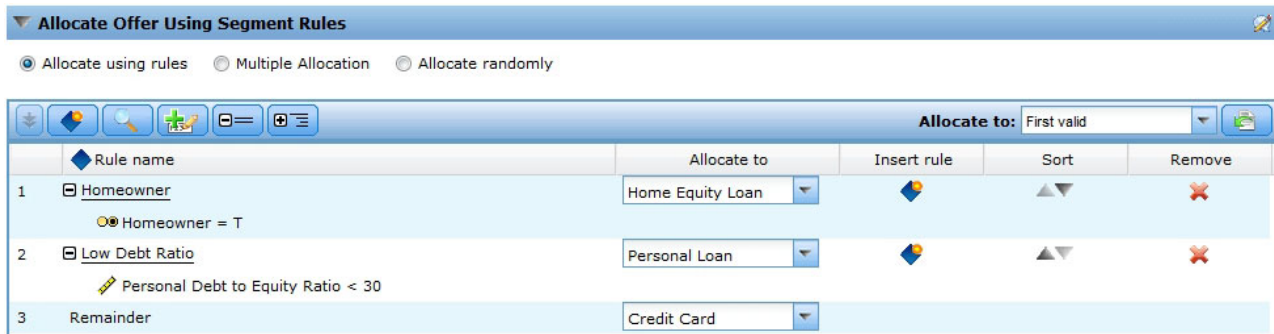 Allocate Offer Using Segment Rules
Allocate using rules Multiple Allocation Allocate randomly
Allocate to: First valid
Rule name Allocate to Insert rule Sort Remove
1 Homeowner Home Equity Loan
Homeowner = T
2 Low Debt Ratio Personal Loan
Personal Debt to Equity Ratio < 30
3 Remainder Credit Card